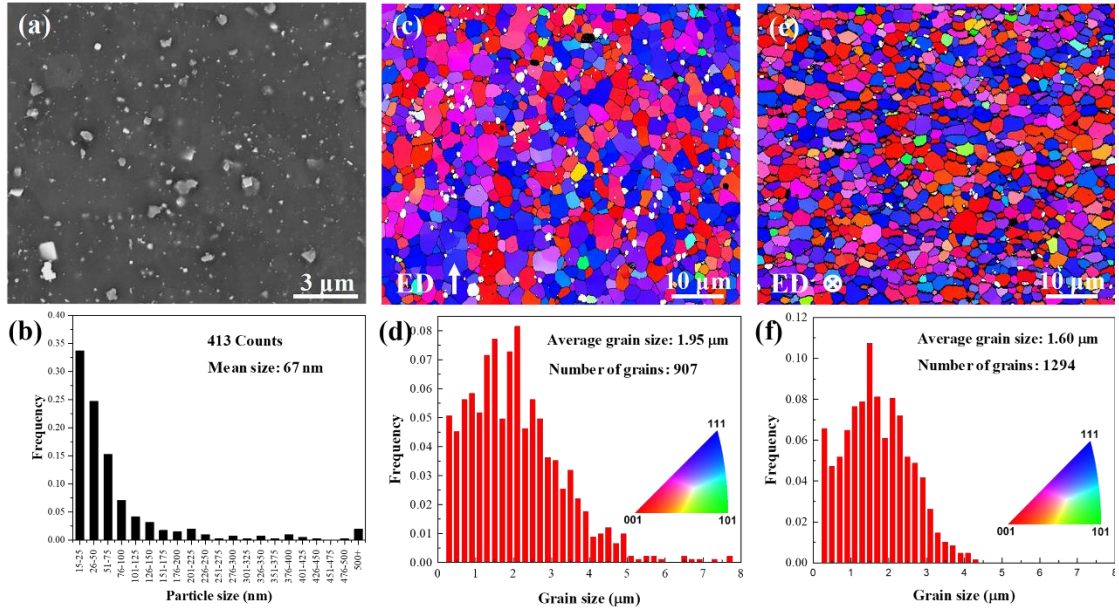 (a)
3 μm
(c)
ED
10 μm
(e)
ED ⊗
10 μm
(b)
413 Counts
Mean size: 67 nm
Frequency
0.40
0.35
0.30
0.25
0.20
0.15
0.10
0.05
0.00
15-25
26-50
51-75
76-100
101-125
126-150
151-175
176-200
201-225
226-250
251-275
276-300
301-325
326-350
351-375
376-400
401-425
426-450
451-475
476-500
500+
Particle size (nm)
(d)
Average grain size: 1.95 μm
Number of grains: 907
Frequency
0.08
0.07
0.06
0.05
0.04
0.03
0.02
0.01
0.00
0 1 2 3 4 5 6 7 8
Grain size (μm)
111
001
101
(f)
Average grain size: 1.60 μm
Number of grains: 1294
Frequency
0.12
0.10
0.08
0.06
0.04
0.02
0.00
0 1 2 3 4 5 6 7 8
Grain size (μm)
111
001
101